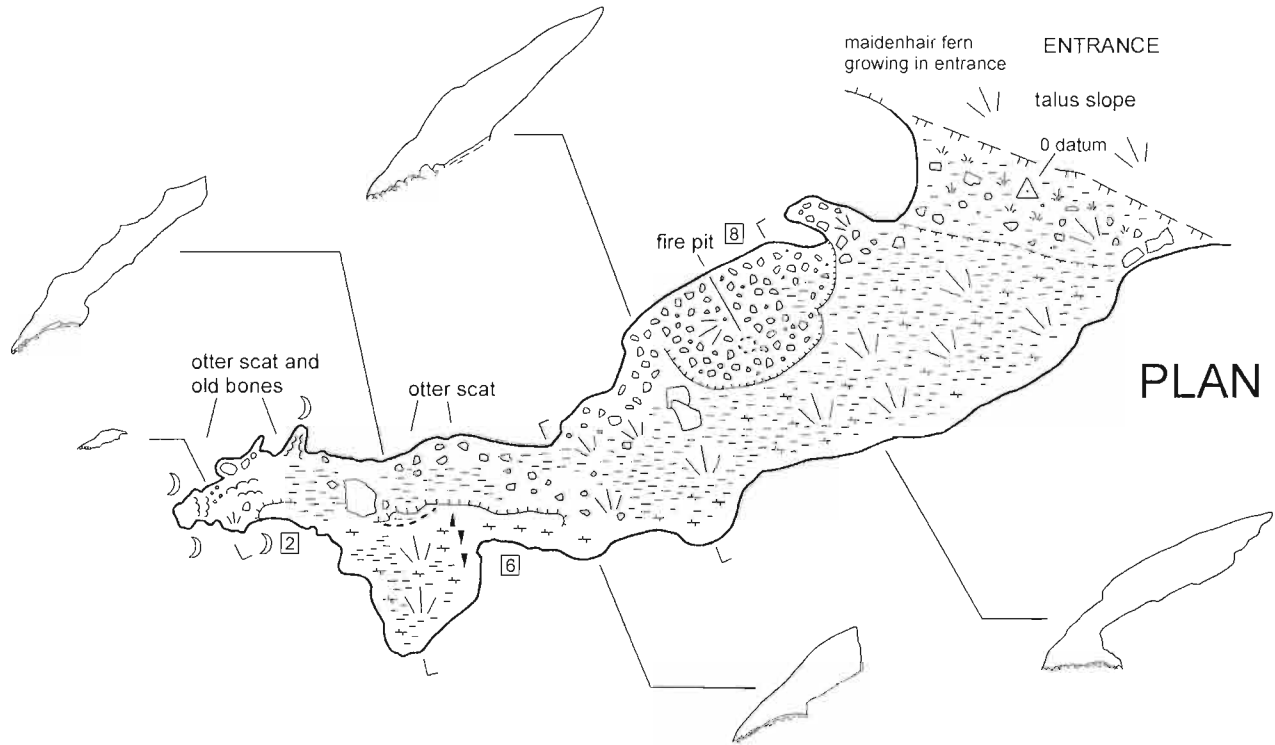 maidenhair fern
growing in entrance
ENTRANCE
talus slope
0 datum
fire pit
8
PLAN
otter scat and
old bones
otter scat
2
6